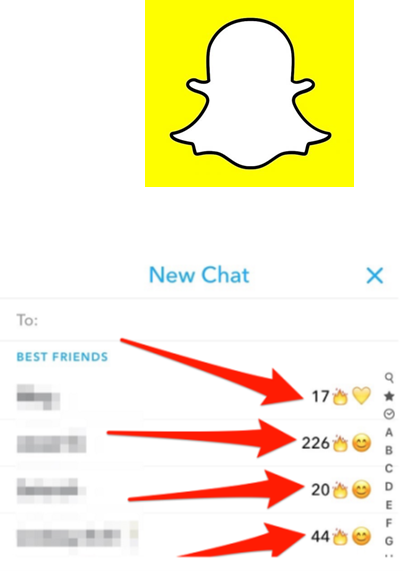 New Chat
To:
BEST FRIENDS
17🔥💛
226🔥😊
20🔥😊
44🔥😊
A
B
C
D
E
F
G